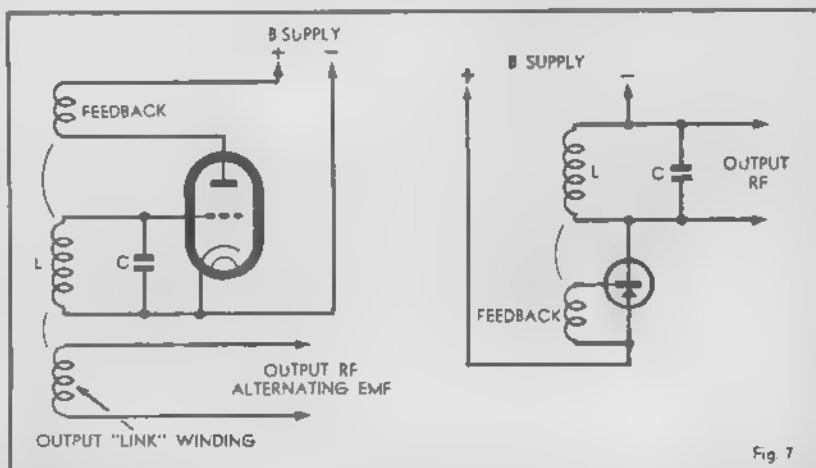 B SUPPLY
+ -
FEEDBACK
L
C
OUTPUT RF
ALTERNATING EMF
OUTPUT "LINK" WINDING
B SUPPLY
+ -
L
C
OUTPUT
RF
FEEDBACK
Fig. 7